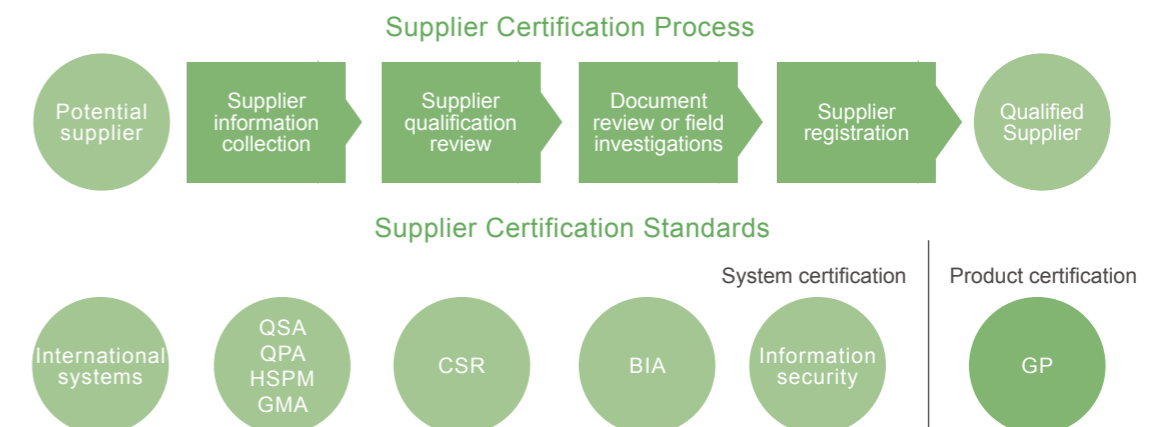 Supplier Certification Process
Potential
supplier
Supplier
information
collection
Supplier
qualification
review
Document
review or field
investigations
Supplier
registration
Qualified
Supplier
Supplier Certification Standards
System certification
Product certification
International
systems
QSA
QPA
HSPM
GMA
CSR
BIA
Information
security
GP